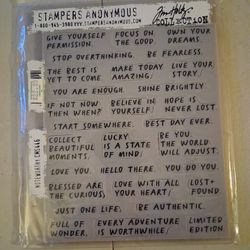 STAMPERS ANONYMOUS
1-800-945-3980 WWW.STAMPERSANONYMOUS.COM
Tim Holtz
COLLECTION
GIVE YOURSELF PERMISSION. FOCUS ON THE GOOD. OWN YOUR DREAMS.
STOP OVERTHINKING. BE FEARLESS.
THE BEST IS YET TO COME MAKE TODAY AMAZING. LIVE YOUR STORY.
YOU ARE ENOUGH. SHINE BRIGHTLY
IF NOT NOW WHEN? BELIEVE IN YOURSELF. HOPE IS NEVER LOST.
START SOMEWHERE. BEST DAY EVER.
COLLECT BEAUTIFUL MOMENTS. LUCKY IS A STATE OF MIND. BE YOU. THE WORLD WILL ADJUST.
LOVE YOU. HELLO THERE. YOU DO YOU.
BLESSED ARE CURIOUS LOVE WITH ALL YOUR HEART. LOST+ FOUND
JUST ONE LIFE. BE AUTHENTIC.
FULL OF WONDER. EVERY ADVENTURE IS WORTHWHILE. LIMITED EDITION.
NOTEWORTHY CMS446